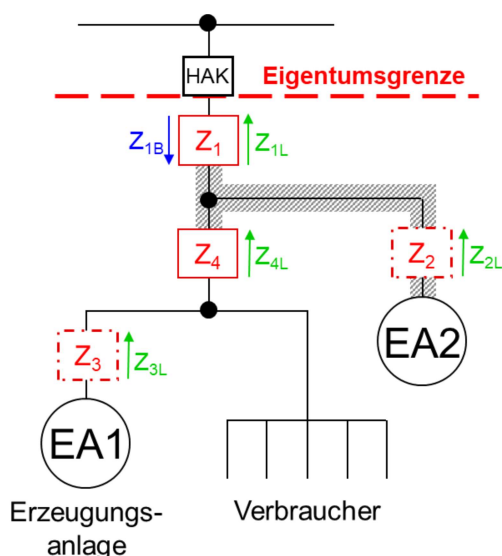 HAK
Eigentumsgrenze
Z1B
Z1
Z1L
Z4
Z4L
Z2
Z2L
Z3
Z3L
EA2
EA1
Erzeugungs-
anlage
Verbraucher